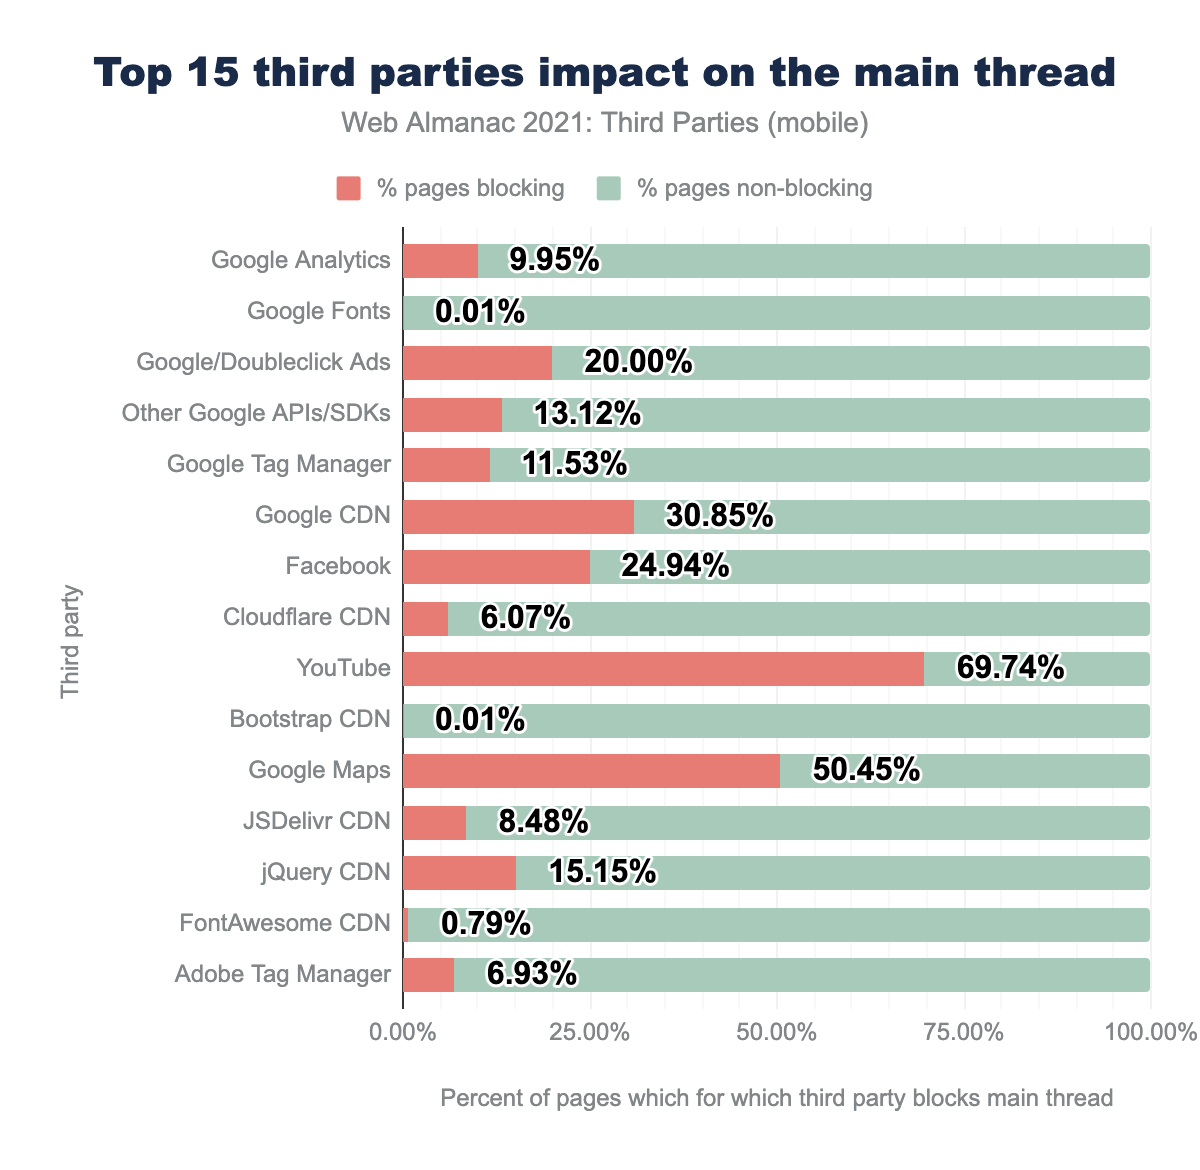 Top 15 third parties impact on the main thread
Web Almanac 2021: Third Parties (mobile)
% pages blocking % pages non-blocking
Third party
Google Analytics 9.95%
Google Fonts 0.01%
Google/Doubleclick Ads 20.00%
Other Google APIs/SDKs 13.12%
Google Tag Manager 11.53%
Google CDN 30.85%
Facebook 24.94%
Cloudflare CDN 6.07%
YouTube 69.74%
Bootstrap CDN 0.01%
Google Maps 50.45%
JSDelivr CDN 8.48%
jQuery CDN 15.15%
FontAwesome CDN 0.79%
Adobe Tag Manager 6.93%
0.00% 25.00% 50.00% 75.00% 100.00%
Percent of pages which for which third party blocks main thread